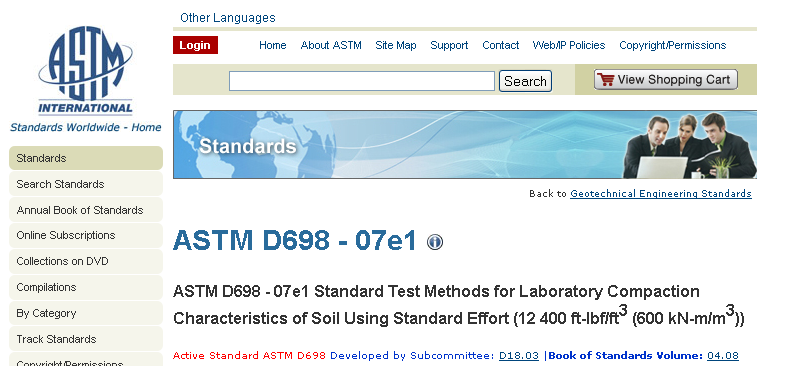 Other Languages
ASTM
INTERNATIONAL
Standards Worldwide - Home
Login Home About ASTM Site Map Support Contact Web/IP Policies Copyright/Permissions
Search View Shopping Cart
Standards
Back to Geotechnical Engineering Standards
Standards
Search Standards
Annual Book of Standards
Online Subscriptions
Collections on DVD
Compilations
By Category
Track Standards
Copyright/Permissions
ASTM D698 - 07e1
ASTM D698 - 07e1 Standard Test Methods for Laboratory Compaction
Characteristics of Soil Using Standard Effort (12 400 ft-lbf/ft3 (600 kN-m/m3))
Active Standard ASTM D698 Developed by Subcommittee: D18.03 |Book of Standards Volume: 04.08